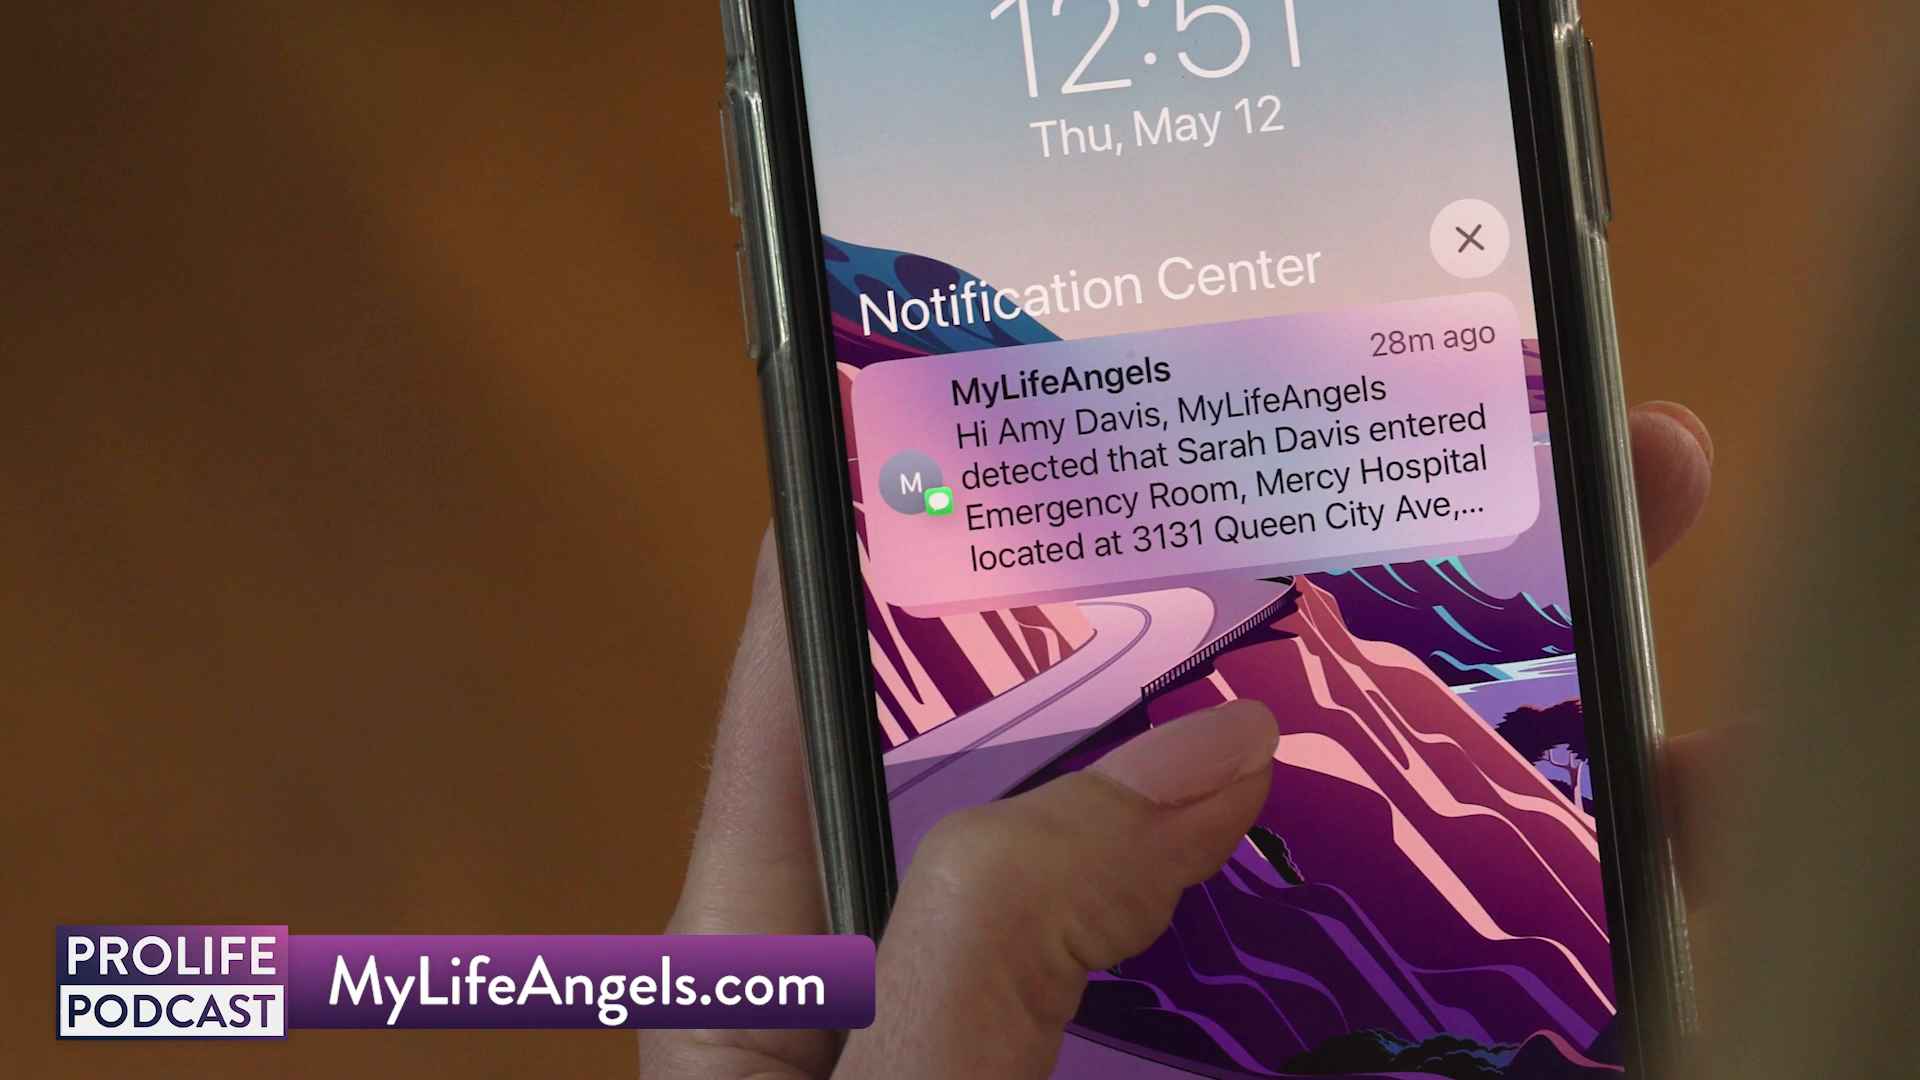 12:51
Thu, May 12
Notification Center
28m ago
MyLifeAngels
Hi Amy Davis, MyLifeAngels
detected that Sarah Davis entered
Emergency Room, Mercy Hospital
located at 3131 Queen City Ave,...
M
PROLIFE
PODCAST
MyLifeAngels.com